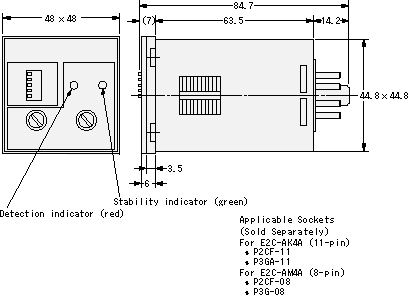 84.7
48 × 48
(7)
63.5
14.2
44.8 × 44.8
3.5
6
Stability indicator (green)
Detection indicator (red)
Applicable Sockets
(Sold Separately)
For E2C-AK4A (11-pin)
P2CF-11
P3GA-11
For E2C-AM4A (8-pin)
P2CF-08
P3G-08